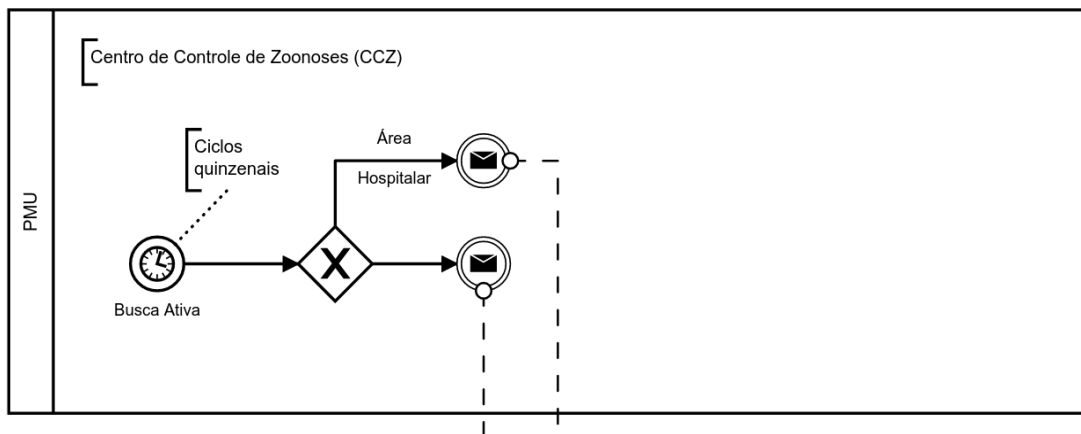 PMU
Centro de Controle de Zoonoses (CCZ)
Ciclos
quinzenais
Área
Hospitalar
Busca Ativa